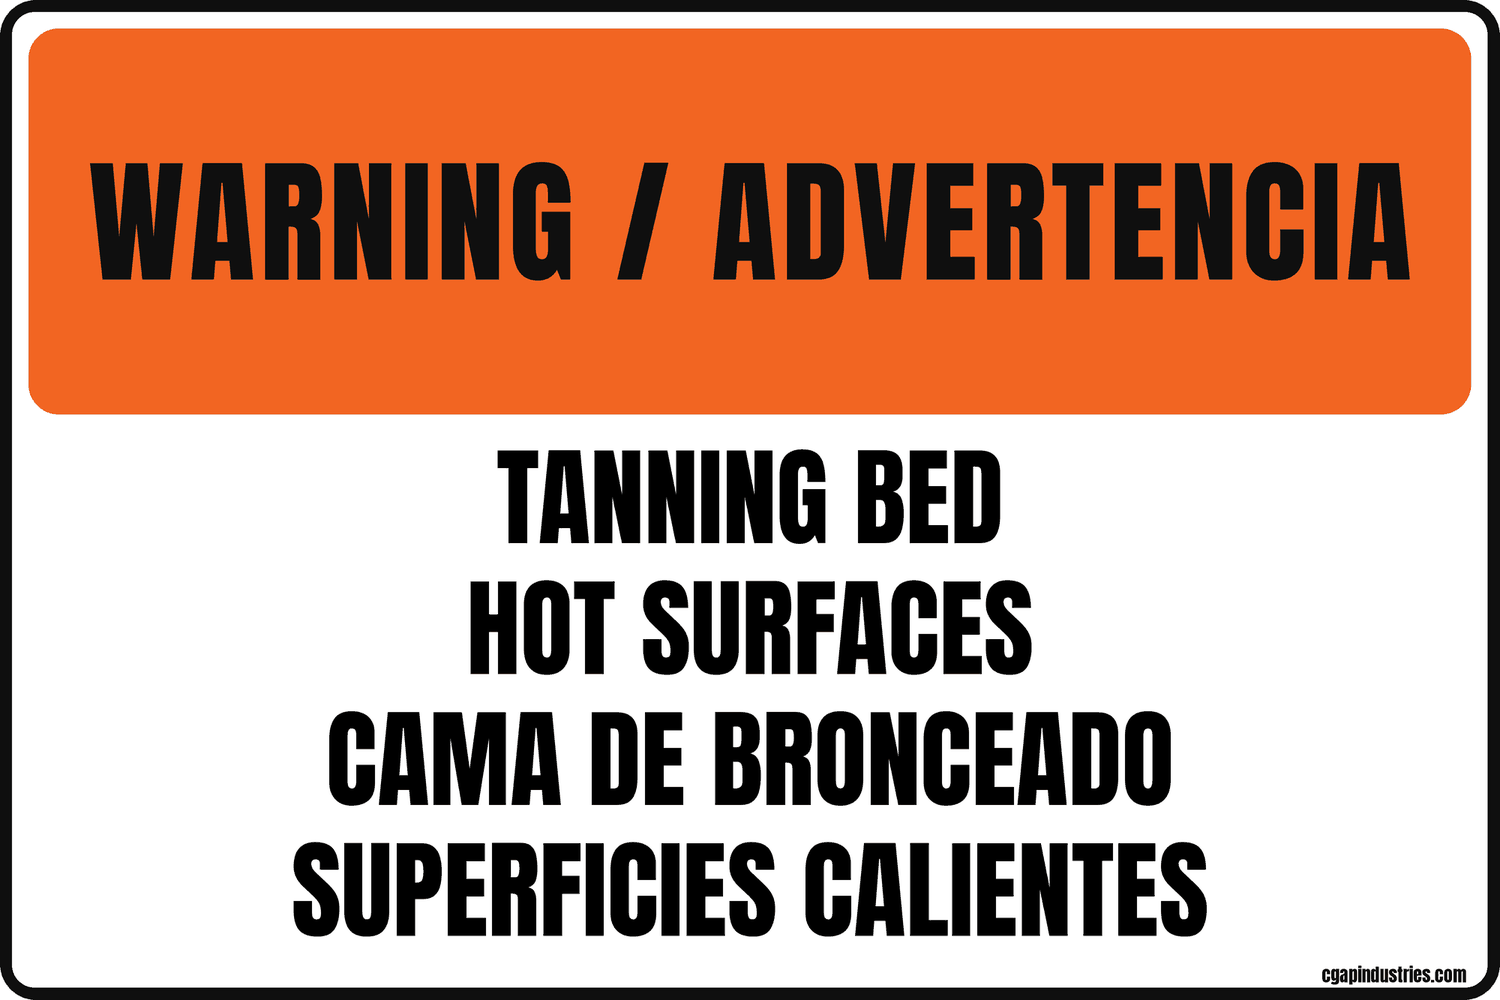 WARNING / ADVERTENCIA
TANNING BED
HOT SURFACES
CAMA DE BRONCEADO
SUPERFICIES CALIENTES
cgapindustries.com